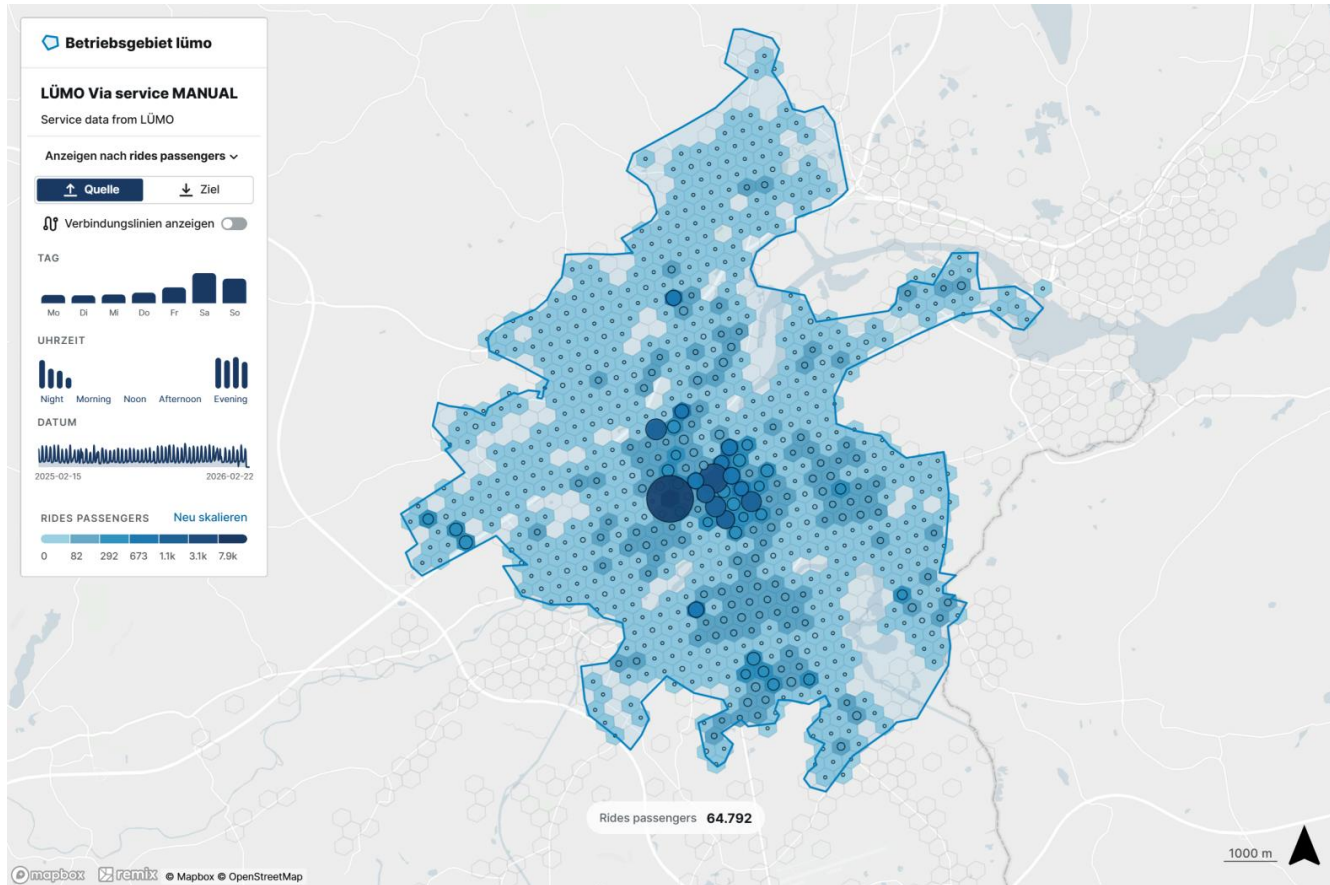 Betriebsgebiet lümo
LÜMO Via service MANUAL
Service data from LÜMO
Anzeigen nach rides passengers
Quelle Ziel
Verbindungslinien anzeigen
TAG
Mo Di Mi Do Fr Sa So
UHRZEIT
Night Morning Noon Afternoon Evening
DATUM
2025-02-15 2026-02-22
RIDES PASSENGERS Neu skalieren
0 82 292 673 1.1k 3.1k 7.9k
Rides passengers 64.792
1000 m
mapbox remix © Mapbox © OpenStreetMap